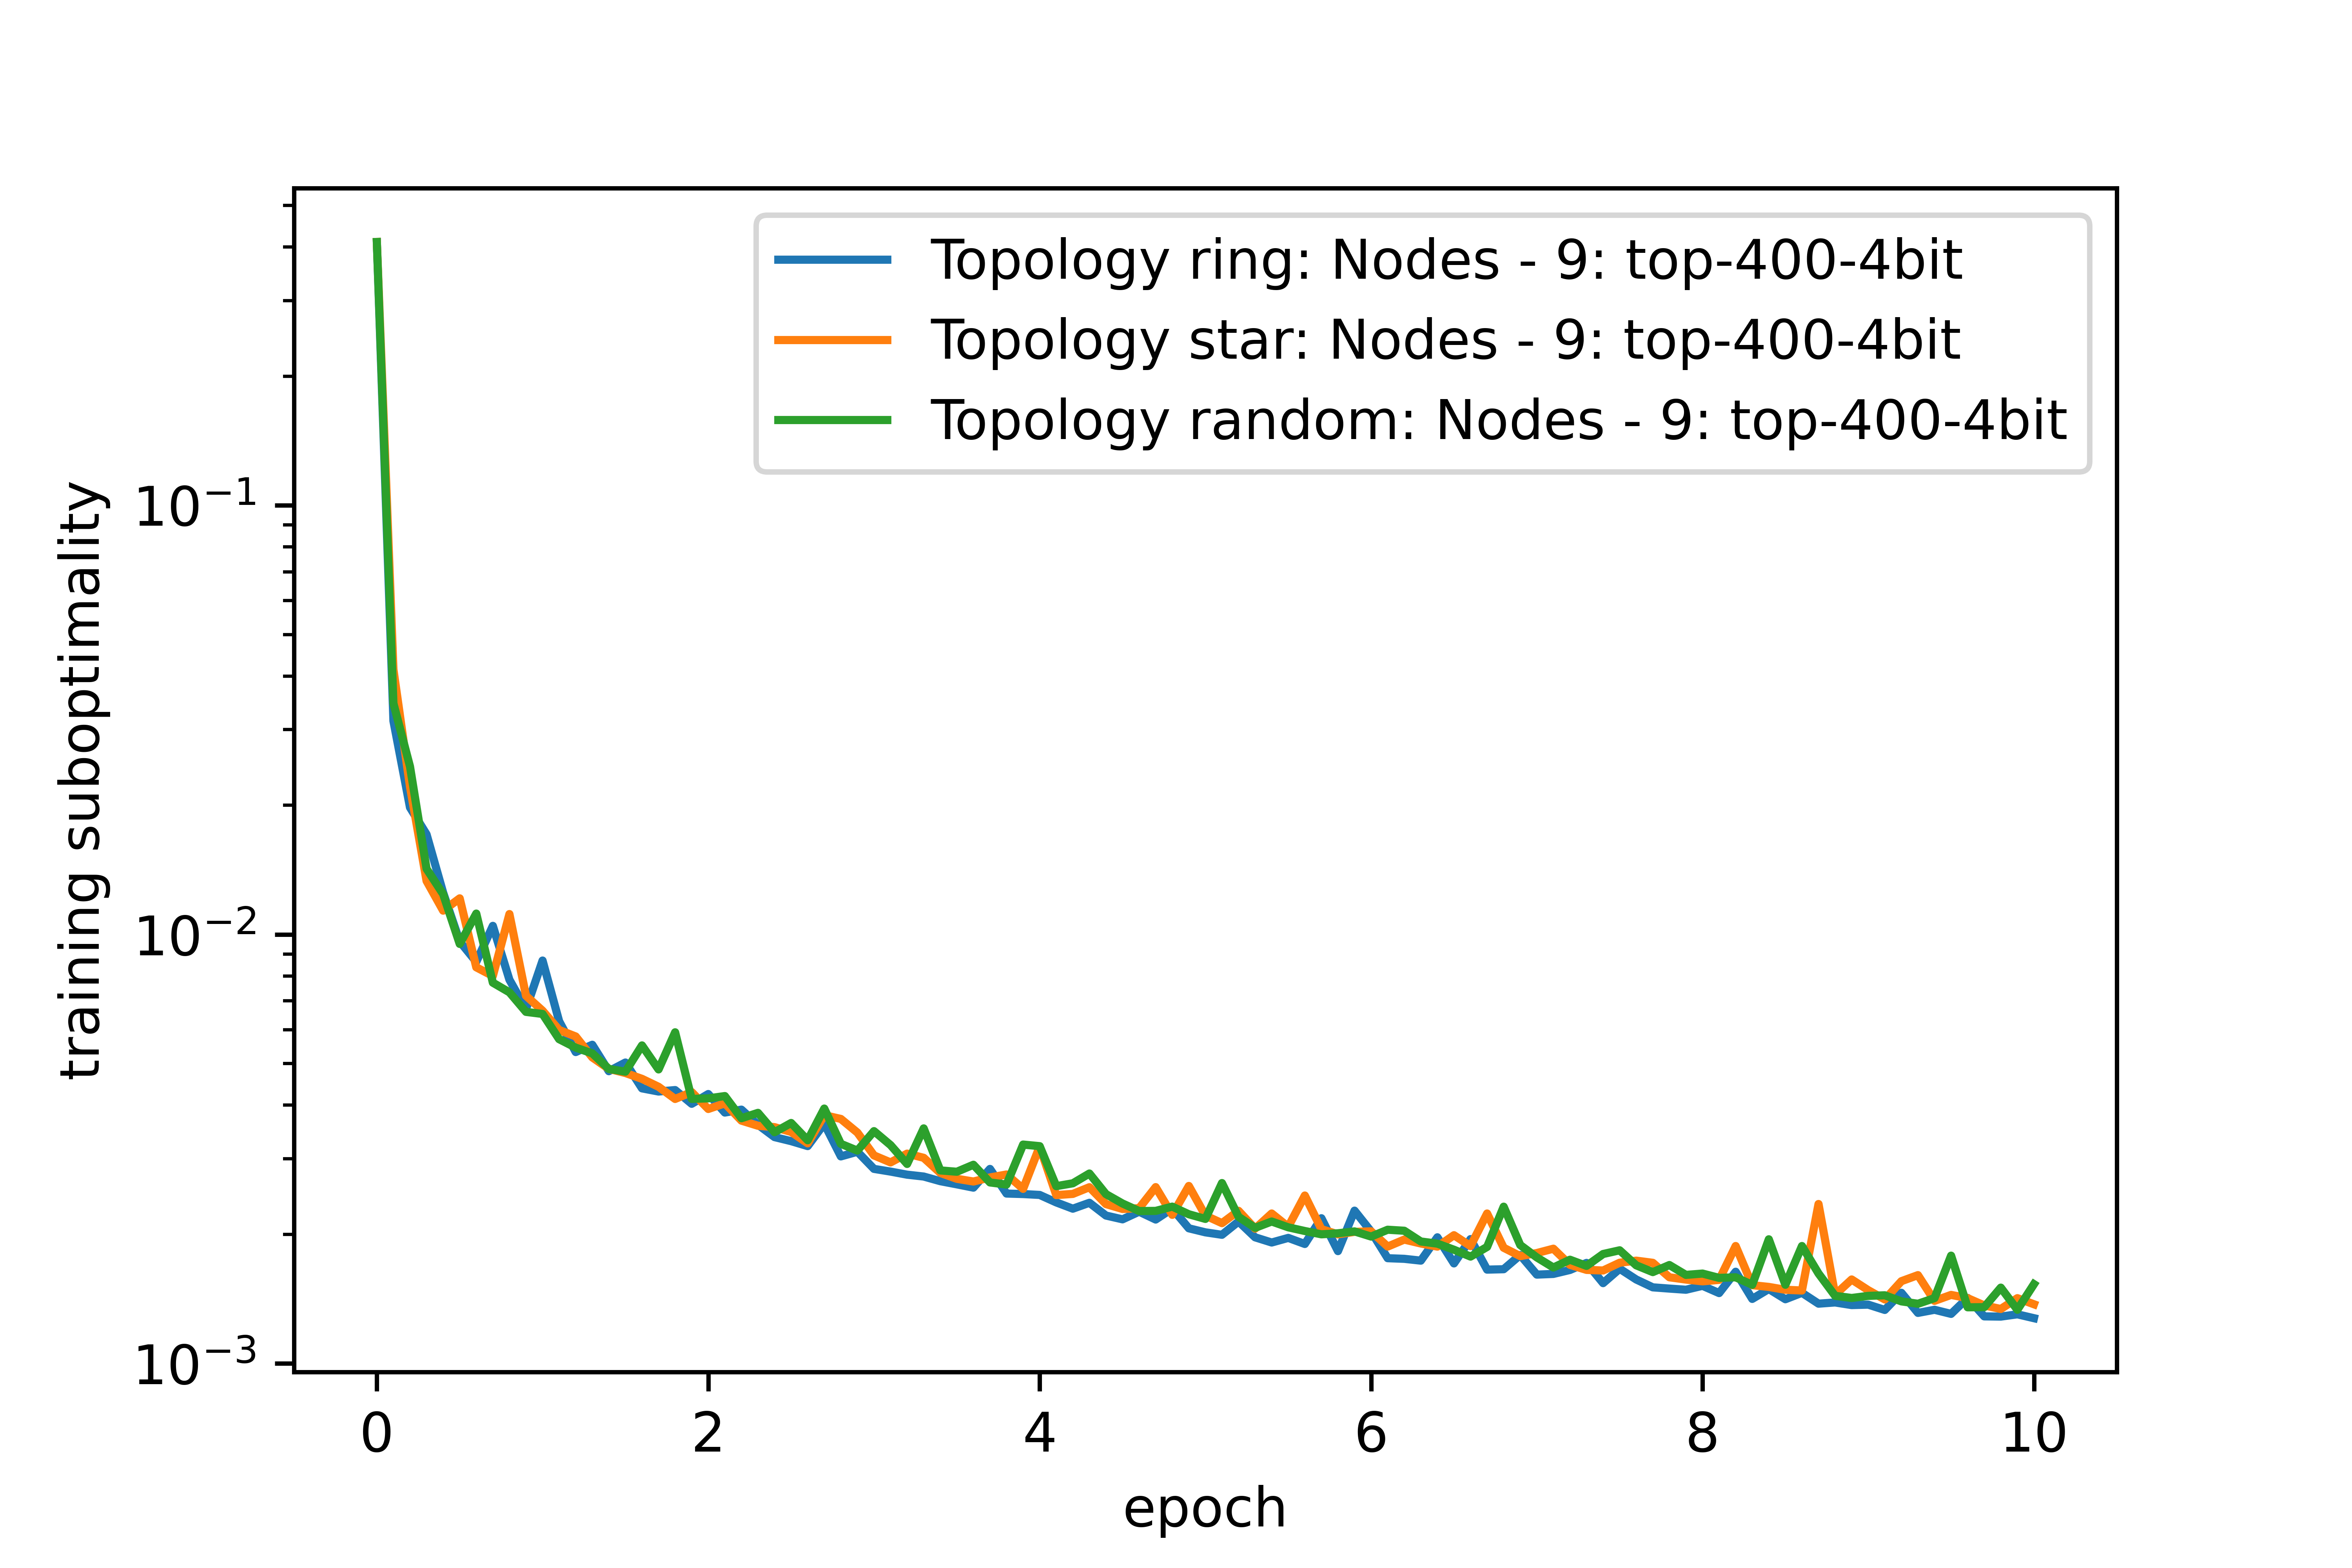 Topology ring: Nodes - 9: top-400-4bit
Topology star: Nodes - 9: top-400-4bit
Topology random: Nodes - 9: top-400-4bit
training suboptimality
10⁻¹
10⁻²
10⁻³
0 2 4 6 8 10
epoch